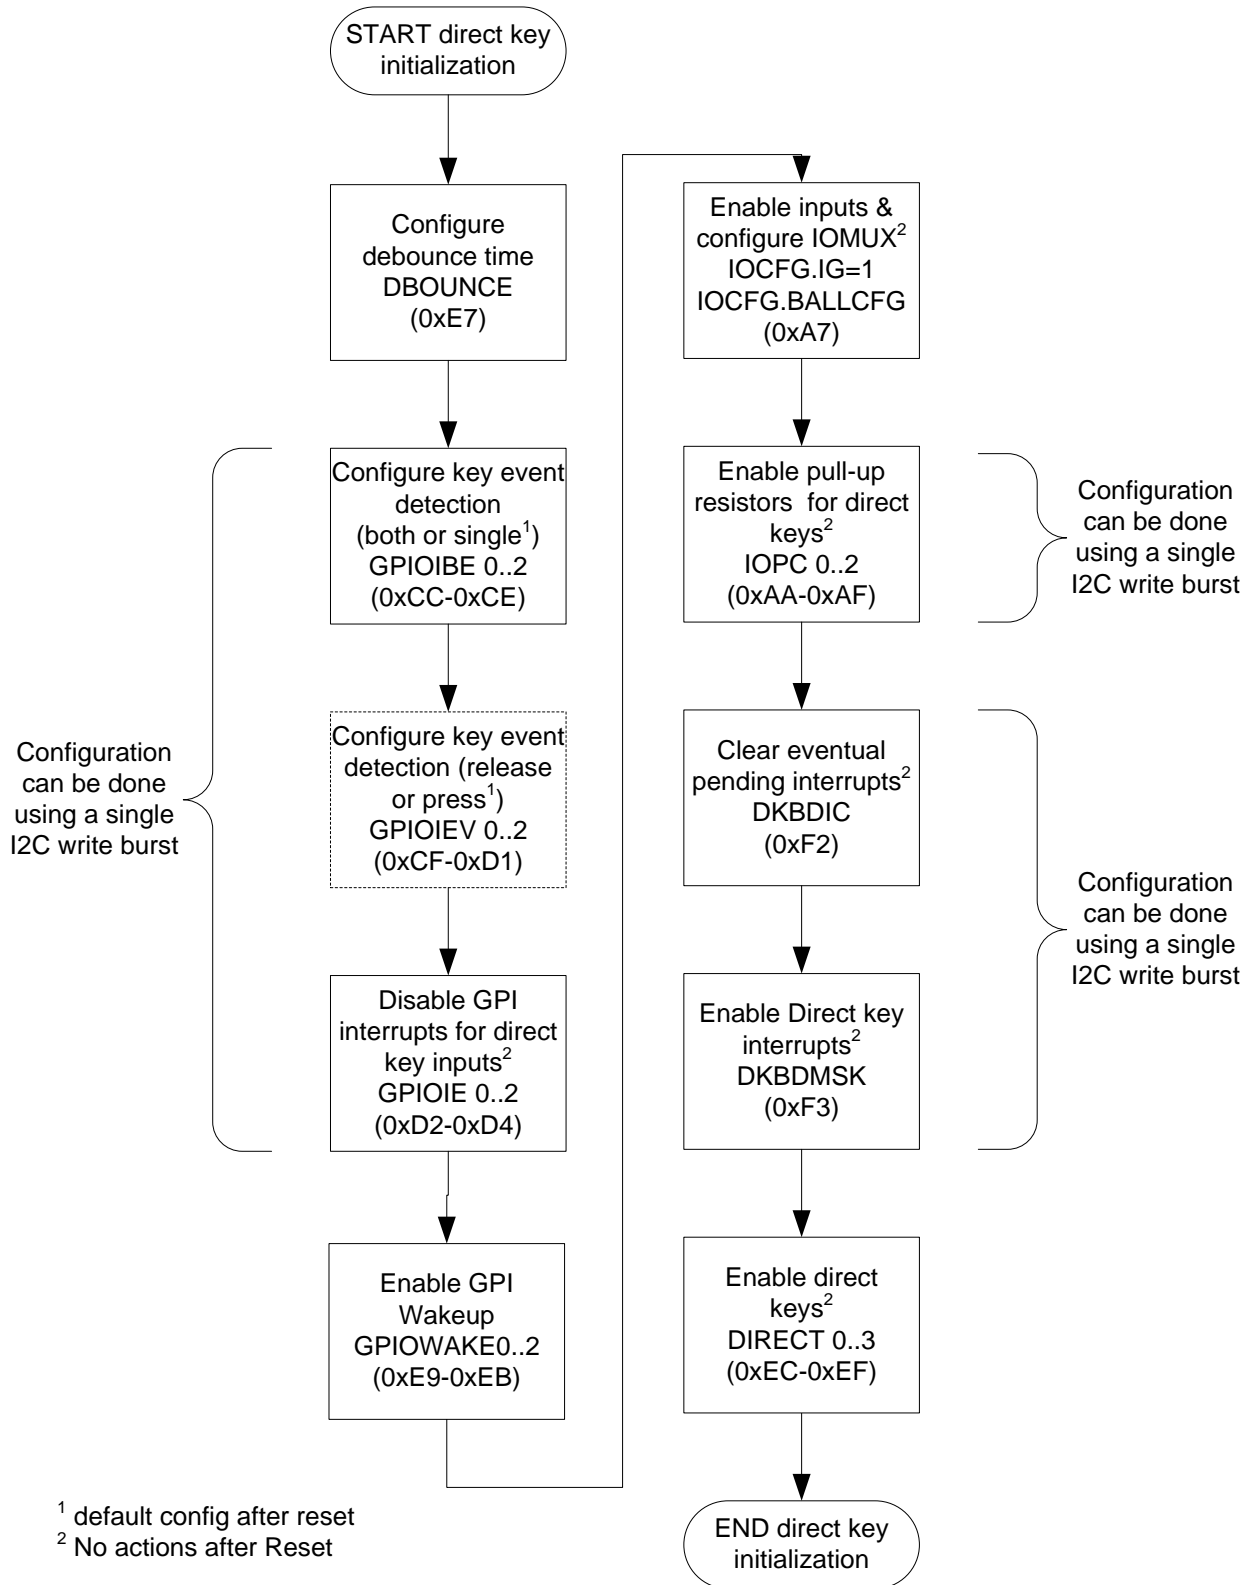 START direct key
initialization
Configure
debounce time
DBOUNCE
(0xE7)
Configure key event
detection
(both or single¹)
GPIOIBE 0..2
(0xCC-0xCE)
Configure key event
detection (release
or press¹)
GPIOIEV 0..2
(0xCF-0xD1)
Disable GPI
interrupts for direct
key inputs²
GPIOIE 0..2
(0xD2-0xD4)
Configuration
can be done
using a single
I2C write burst
Enable GPI
Wakeup
GPIOWAKE0..2
(0xE9-0xEB)
Enable inputs &
configure IOMUX²
IOCFG.IG=1
IOCFG.BALLCFG
(0xA7)
Enable pull-up
resistors  for direct
keys²
IOPC 0..2
(0xAA-0xAF)
Configuration
can be done
using a single
I2C write burst
Clear eventual
pending interrupts²
DKBDIC
(0xF2)
Enable Direct key
interrupts²
DKBDMSK
(0xF3)
Configuration
can be done
using a single
I2C write burst
Enable direct
keys²
DIRECT 0..3
(0xEC-0xEF)
END direct key
initialization
¹ default config after reset
² No actions after Reset